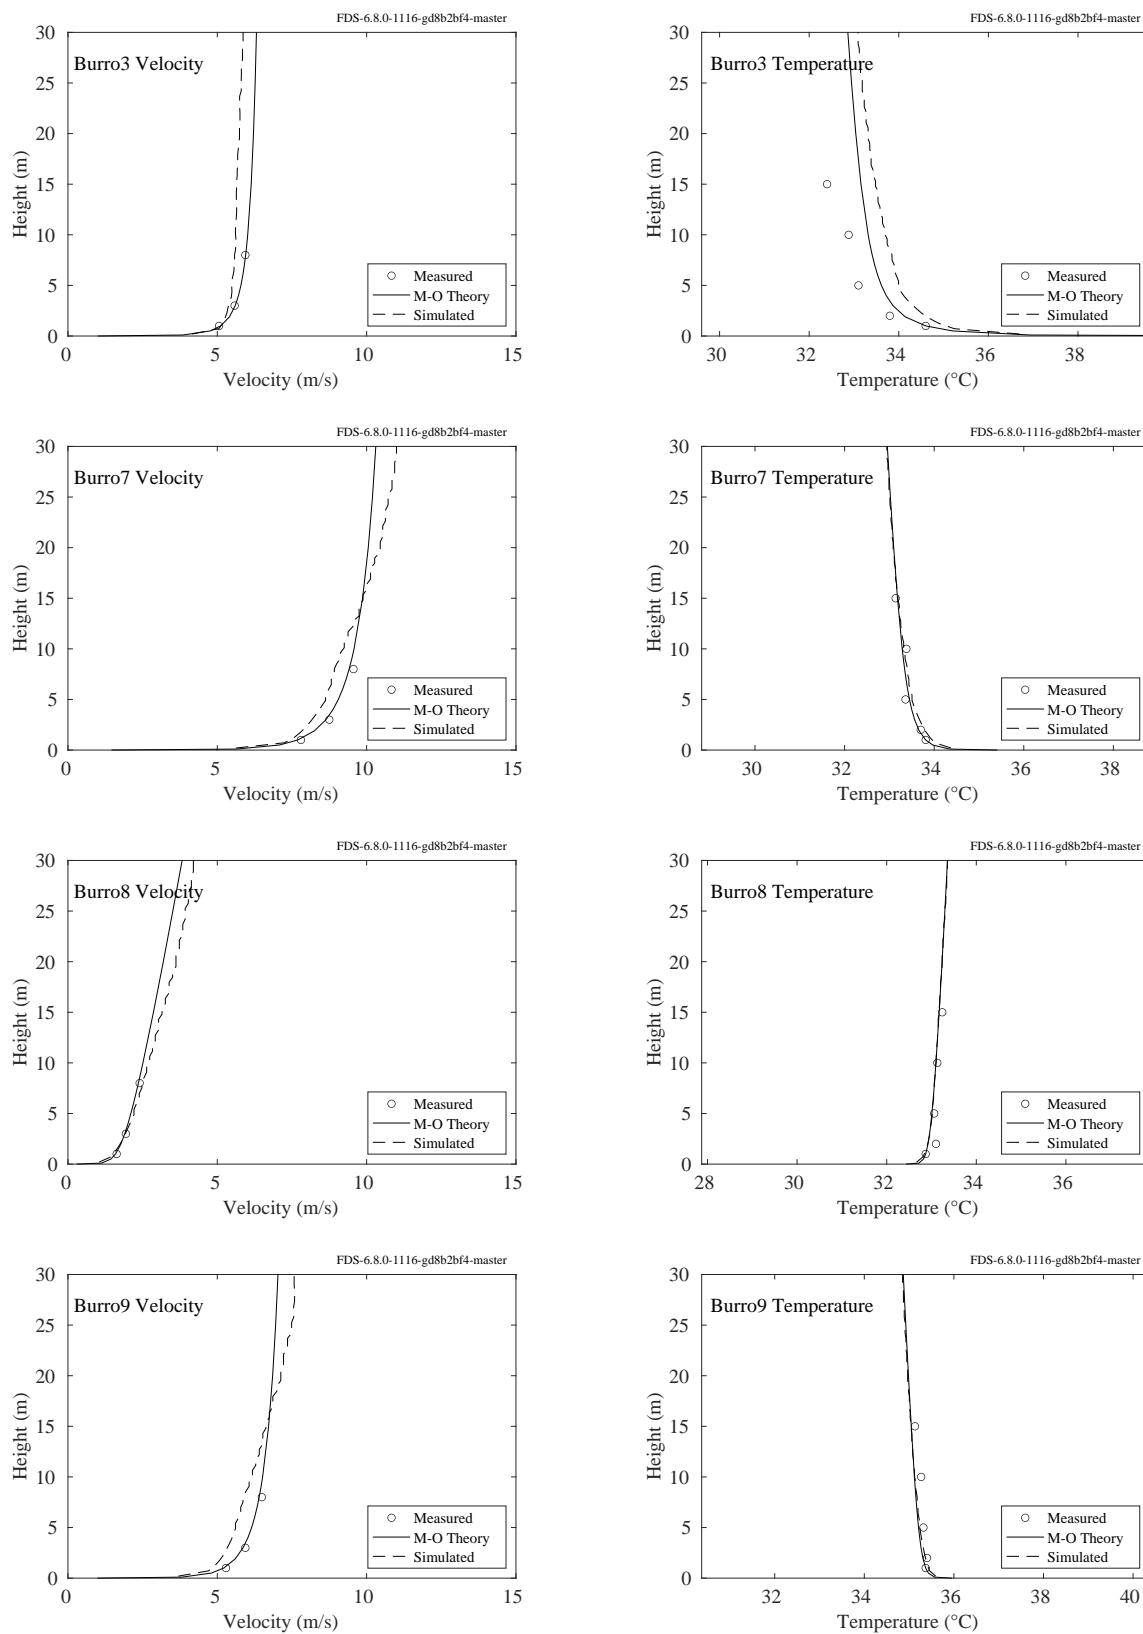 FDS-6.8.0-1116-gd8b2bf4-master
Burro3 Velocity
30
25
20
15
10
5
0
Height (m)
Measured
M-O Theory
Simulated
0 5 10 15
Velocity (m/s)
FDS-6.8.0-1116-gd8b2bf4-master
Burro3 Temperature
30
25
20
15
10
5
0
Height (m)
Measured
M-O Theory
Simulated
30 32 34 36 38
Temperature (°C)
FDS-6.8.0-1116-gd8b2bf4-master
Burro7 Velocity
30
25
20
15
10
5
0
Height (m)
Measured
M-O Theory
Simulated
0 5 10 15
Velocity (m/s)
FDS-6.8.0-1116-gd8b2bf4-master
Burro7 Temperature
30
25
20
15
10
5
0
Height (m)
Measured
M-O Theory
Simulated
30 32 34 36 38
Temperature (°C)
FDS-6.8.0-1116-gd8b2bf4-master
Burro8 Velocity
30
25
20
15
10
5
0
Height (m)
Measured
M-O Theory
Simulated
0 5 10 15
Velocity (m/s)
FDS-6.8.0-1116-gd8b2bf4-master
Burro8 Temperature
30
25
20
15
10
5
0
Height (m)
Measured
M-O Theory
Simulated
28 30 32 34 36
Temperature (°C)
FDS-6.8.0-1116-gd8b2bf4-master
Burro9 Velocity
30
25
20
15
10
5
0
Height (m)
Measured
M-O Theory
Simulated
0 5 10 15
Velocity (m/s)
FDS-6.8.0-1116-gd8b2bf4-master
Burro9 Temperature
30
25
20
15
10
5
0
Height (m)
Measured
M-O Theory
Simulated
32 34 36 38 40
Temperature (°C)